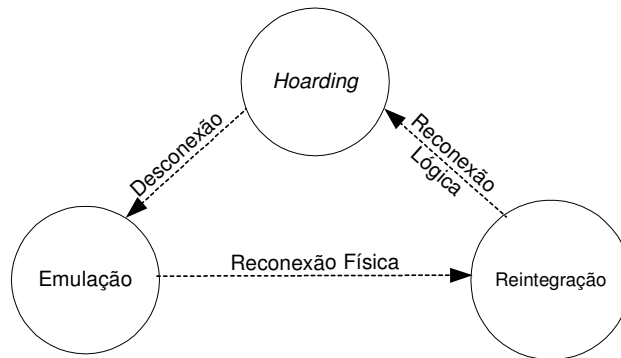 Hoarding
Desconexão
Reconexão
Lógica
Emulação
Reconexão Física
Reintegração